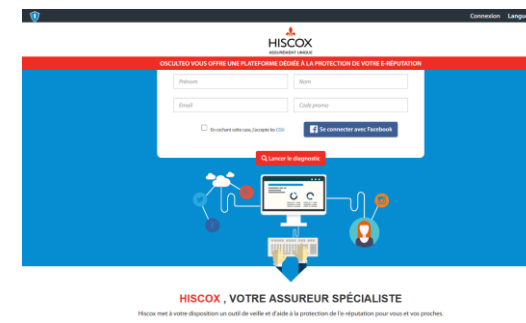 Connexion Langu
HISCOX
ASSURÉMENT UNIQUE
OSCULTEO VOUS OFFRE UNE PLATEFORME DÉDIÉE À LA PROTECTION DE VOTRE E-RÉPUTATION
Prénom Nom
Email Code promo
En cochant cette case, j'accepte les CGU Se connecter avec Facebook
Lancer le diagnostic
HISCOX , VOTRE ASSUREUR SPÉCIALISTE
Hiscox met à votre disposition un outil de veille et d'aide à la protection de l'e-réputation pour vous et vos proches.